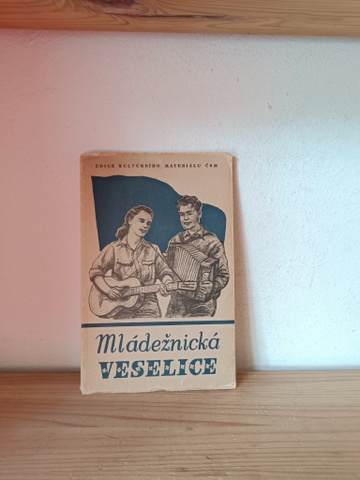 EDICE KULTURNÍHO MATERIÁLU ČSM
Mládežnická
VESELICE